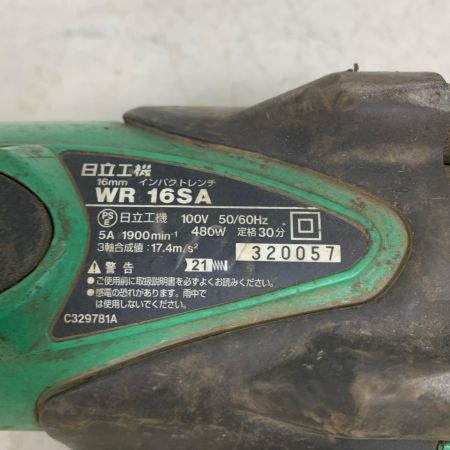 日立工機
16mm インパクトレンチ
WR 16SA
PSE 日立工機 100V 50/60Hz
5A 1900min⁻¹ 480W 定格30分
3軸合成値:17.4m/s²
警告 21 320057
●ご使用前に取扱説明書を必ずよくお読みください。
●感電の恐れがあります。雨中で
は使用しないでください。
C329781A